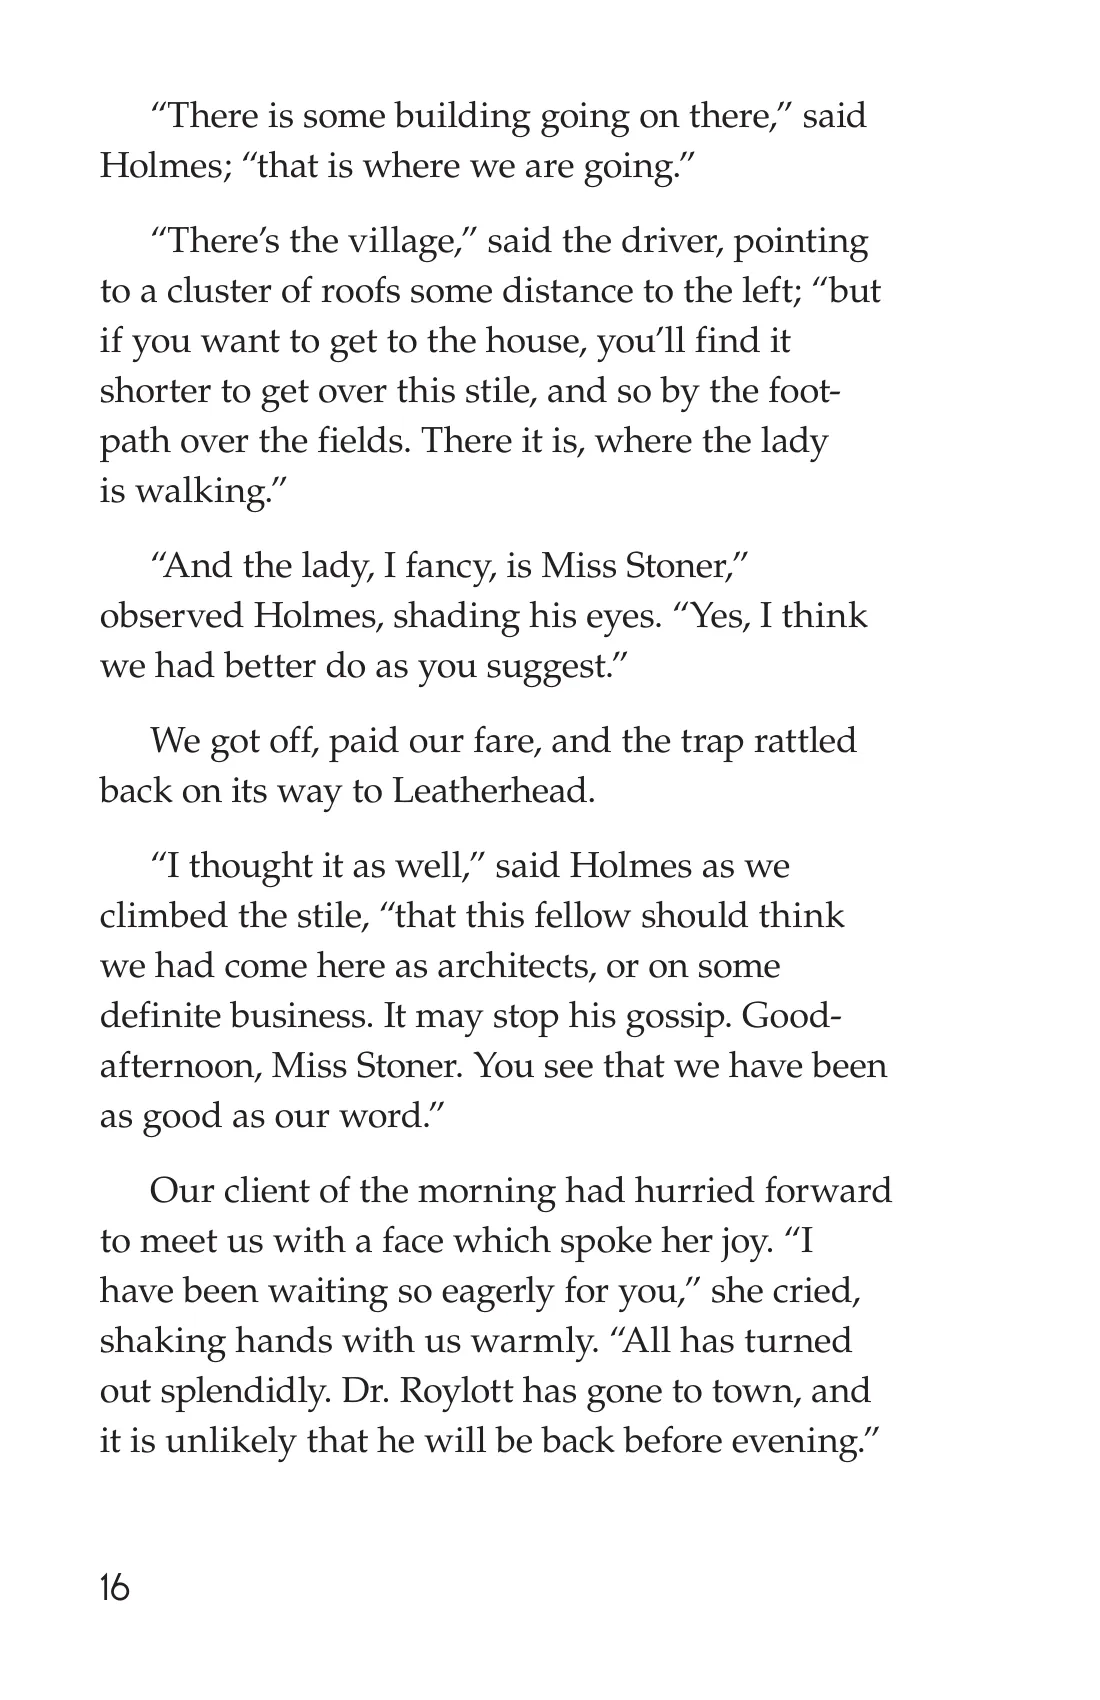 “There is some building going on there,” said
Holmes; “that is where we are going.”
“There’s the village,” said the driver, pointing
to a cluster of roofs some distance to the left; “but
if you want to get to the house, you’ll find it
shorter to get over this stile, and so by the foot-
path over the fields. There it is, where the lady
is walking.”
“And the lady, I fancy, is Miss Stoner,”
observed Holmes, shading his eyes. “Yes, I think
we had better do as you suggest.”
We got off, paid our fare, and the trap rattled
back on its way to Leatherhead.
“I thought it as well,” said Holmes as we
climbed the stile, “that this fellow should think
we had come here as architects, or on some
definite business. It may stop his gossip. Good-
afternoon, Miss Stoner. You see that we have been
as good as our word.”
Our client of the morning had hurried forward
to meet us with a face which spoke her joy. “I
have been waiting so eagerly for you,” she cried,
shaking hands with us warmly. “All has turned
out splendidly. Dr. Roylott has gone to town, and
it is unlikely that he will be back before evening.”
16